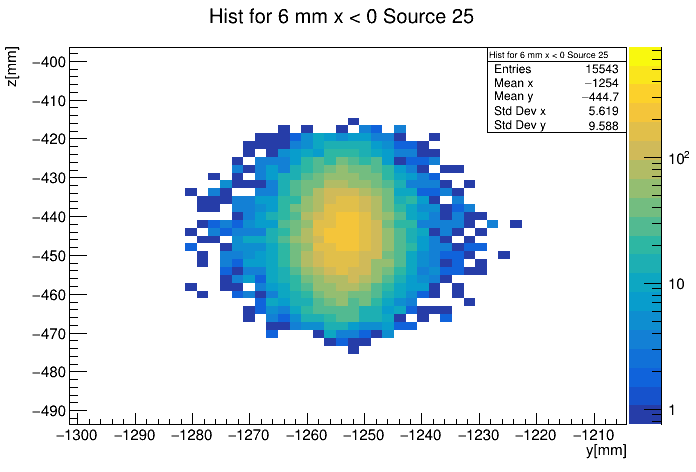 Hist for 6 mm x < 0 Source 25
z[mm]
Hist for 6 mm x < 0 Source 25
Entries 15543
Mean x −1254
Mean y −444.7
Std Dev x 5.619
Std Dev y 9.588
−400
−410
−420
−430
−440
−450
−460
−470
−480
−490
10²
10
1
−1300 −1290 −1280 −1270 −1260 −1250 −1240 −1230 −1220 −1210
y[mm]